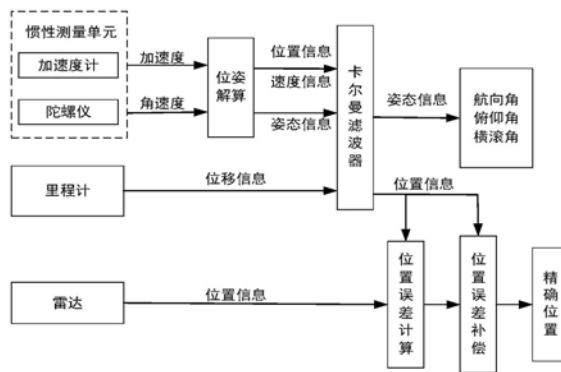 惯性测量单元
加速度计
陀螺仪
加速度
角速度
位姿
解算
位置信息
速度信息
姿态信息
卡尔曼滤波器
姿态信息
航向角
俯仰角
横滚角
里程计
位移信息
位置信息
雷达
位置信息
位置误差计算
位置误差补偿
精确位置